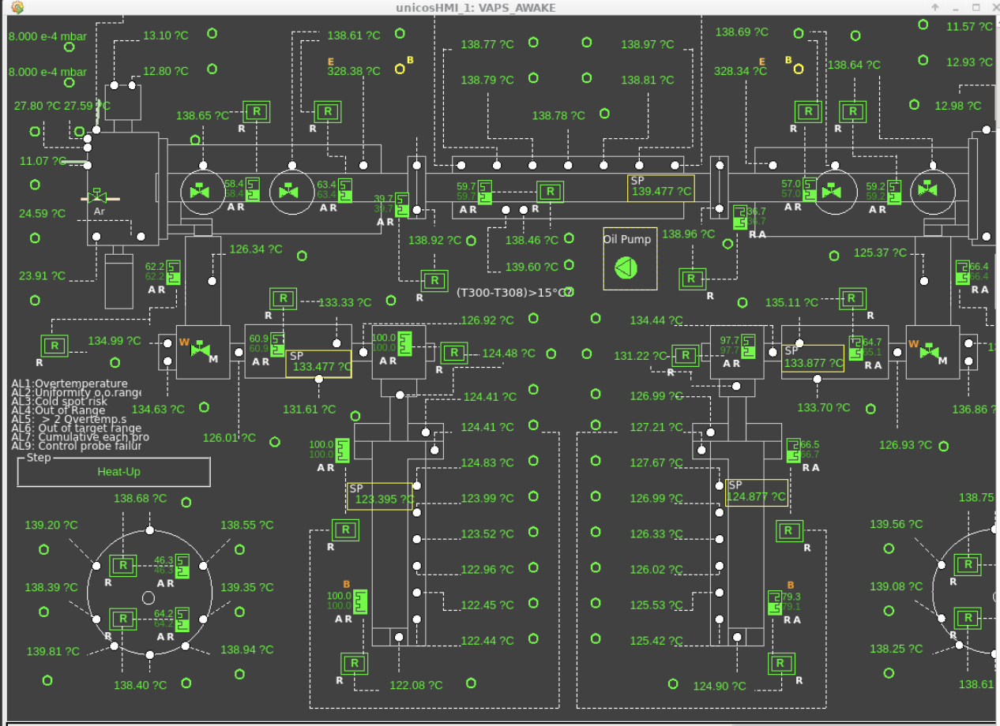 unicosHMI_1: VAPS_AWAKE
8.000 e-4 mbar
13.10 ?C
138.61 ?C
138.77 ?C
138.97 ?C
138.69 ?C
11.57 ?C
E
B
E
B
8.000 e-4 mbar
12.80 ?C
328.38 ?C
138.79 ?C
138.81 ?C
328.34 ?C
138.64 ?C
12.93 ?C
27.80 ?C
27.59 ?C
138.65 ?C
R
R
138.78 ?C
R
R
12.98 ?C
R
R
R
R
11.07 ?C
58.4
58.4
63.4
63.4
39.7
39.7
59.7
59.7
R
SP
139.477 ?C
57.0
57.0
59.2
59.2
A R
A R
A R
A R
R
A R
A R
Ar
24.59 ?C
36.7
36.7
R A
138.92 ?C
138.46 ?C
Oil Pump
138.96 ?C
126.34 ?C
125.37 ?C
23.91 ?C
62.2
62.2
A R
139.60 ?C
66.4
66.4
R A
R
R
R
R
(T300-T308)>15°C?
R
R
133.33 ?C
135.11 ?C
R
R
126.92 ?C
134.44 ?C
134.99 ?C
R
R
W
M
60.9
60.9
A R
SP
133.477 ?C
100.0
100.0
A R
R
R
124.48 ?C
131.22 ?C
R
R
97.7
97.7
A R
SP
133.877 ?C
64.7
65.1
R A
W
M
AL1:Overtemperature
AL2:Uniformity o.o.range
AL3:Cold spot risk
AL4:Out of Range
AL5: > 2 Overtemp.s
AL6: Out of target range
AL7: Cumulative each pro
AL9: Control probe failur
134.63 ?C
131.61 ?C
124.41 ?C
126.99 ?C
133.70 ?C
136.86 ?
126.01 ?C
124.41 ?C
127.21 ?C
126.93 ?C
Step
Heat-Up
100.0
100.0
A R
124.83 ?C
127.67 ?C
66.5
66.7
R A
138.68 ?C
SP
123.395 ?C
123.99 ?C
126.99 ?C
SP
124.877 ?C
138.75
139.20 ?C
138.55 ?C
R
R
123.52 ?C
126.33 ?C
R
R
139.56 ?C
R
R
46.3
46.3
A R
122.96 ?C
126.02 ?C
R
R
138.39 ?C
139.35 ?C
B
100.0
100.0
A R
122.45 ?C
125.53 ?C
B
79.3
79.1
R A
139.08 ?C
R
R
64.2
64.2
A R
R
R
139.81 ?C
138.94 ?C
122.44 ?C
125.42 ?C
138.25 ?C
R
R
R
R
138.40 ?C
122.08 ?C
124.90 ?C
138.61